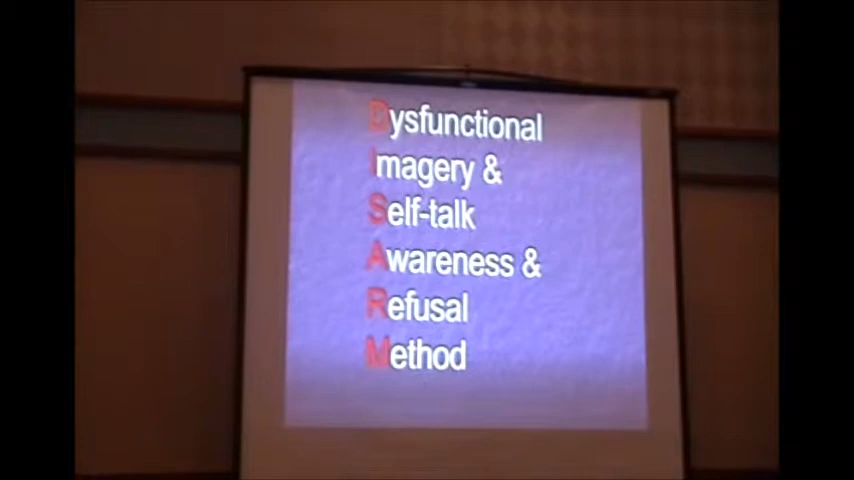 Dysfunctional
Imagery &
Self-talk
Awareness &
Refusal
Method